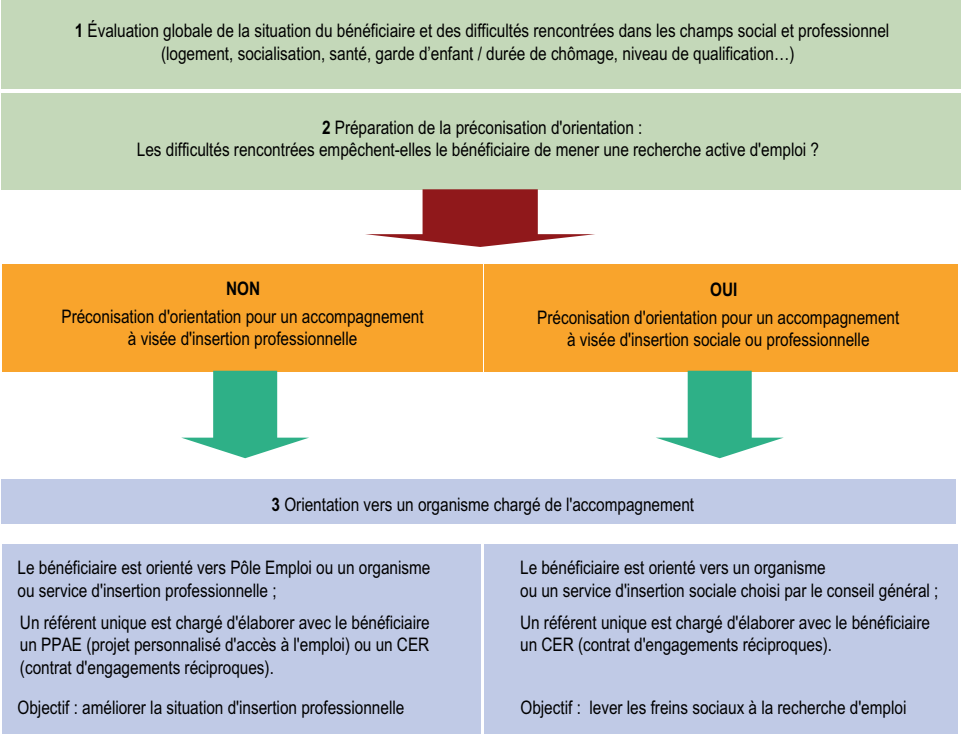 1 Évaluation globale de la situation du bénéficiaire et des difficultés rencontrées dans les champs social et professionnel
(logement, socialisation, santé, garde d'enfant / durée de chômage, niveau de qualification…)
2 Préparation de la préconisation d'orientation :
Les difficultés rencontrées empêchent-elles le bénéficiaire de mener une recherche active d'emploi ?
NON
Préconisation d'orientation pour un accompagnement
à visée d'insertion professionnelle
OUI
Préconisation d'orientation pour un accompagnement
à visée d'insertion sociale ou professionnelle
3 Orientation vers un organisme chargé de l'accompagnement
Le bénéficiaire est orienté vers Pôle Emploi ou un organisme
ou service d'insertion professionnelle ;
Un référent unique est chargé d'élaborer avec le bénéficiaire
un PPAE (projet personnalisé d'accès à l'emploi) ou un CER
(contrat d'engagements réciproques).
Objectif : améliorer la situation d'insertion professionnelle
Le bénéficiaire est orienté vers un organisme
ou un service d'insertion sociale choisi par le conseil général ;
Un référent unique est chargé d'élaborer avec le bénéficiaire
un CER (contrat d'engagements réciproques).
Objectif : lever les freins sociaux à la recherche d'emploi